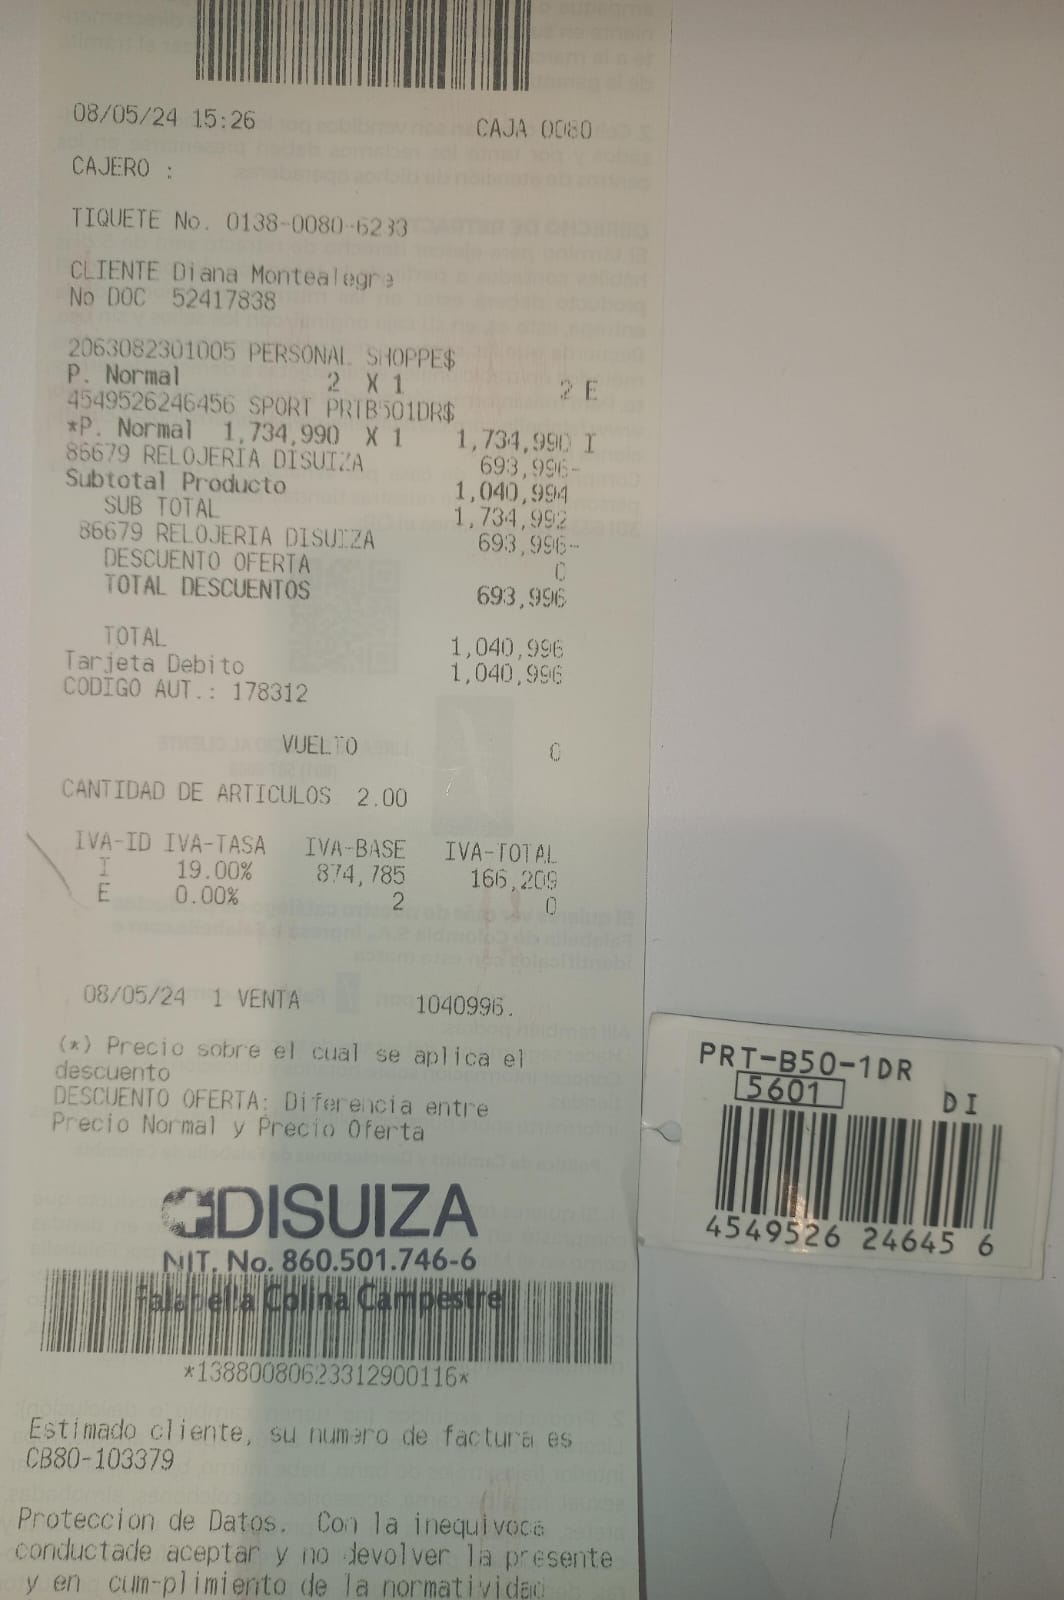 08/05/24 15:26 CAJA 0080
CAJERO :
TIQUETE No. 0138-0080-6233
CLIENTE Diana Montealegre
No DOC 52417838
2063082301005 PERSONAL SHOPPE$
P. Normal 2 X 1 2 E
4549526246456 SPORT PRTB501DR$
*P. Normal 1,734,990 X 1 1,734,990 I
86679 RELOJERIA DISUIZA 693,996-
Subtotal Producto 1,040,994
SUB TOTAL 1,734,992
86679 RELOJERIA DISUIZA 693,996-
DESCUENTO OFERTA 0
TOTAL DESCUENTOS 693,996
TOTAL 1,040,996
Tarjeta Debito 1,040,996
CODIGO AUT.: 178312
VUELTO 0
CANTIDAD DE ARTICULOS 2.00
IVA-ID IVA-TASA IVA-BASE IVA-TOTAL
I 19.00% 874,785 166,209
E 0.00% 2 0
08/05/24 1 VENTA 1040996.
(*) Precio sobre el cual se aplica el
descuento
DESCUENTO OFERTA: Diferencia entre
Precio Normal y Precio Oferta
DISUIZA
NIT. No. 860.501.746-6
Falabella Colina Campestre
*13880080623312900116*
Estimado cliente, su numero de factura es
CB80-103379
Proteccion de Datos. Con la inequivoca
conductade aceptar y no devolver la presente
y en cum-plimiento de la normatividad
PRT-B50-1DR
5601 DI
4549526 24645 6